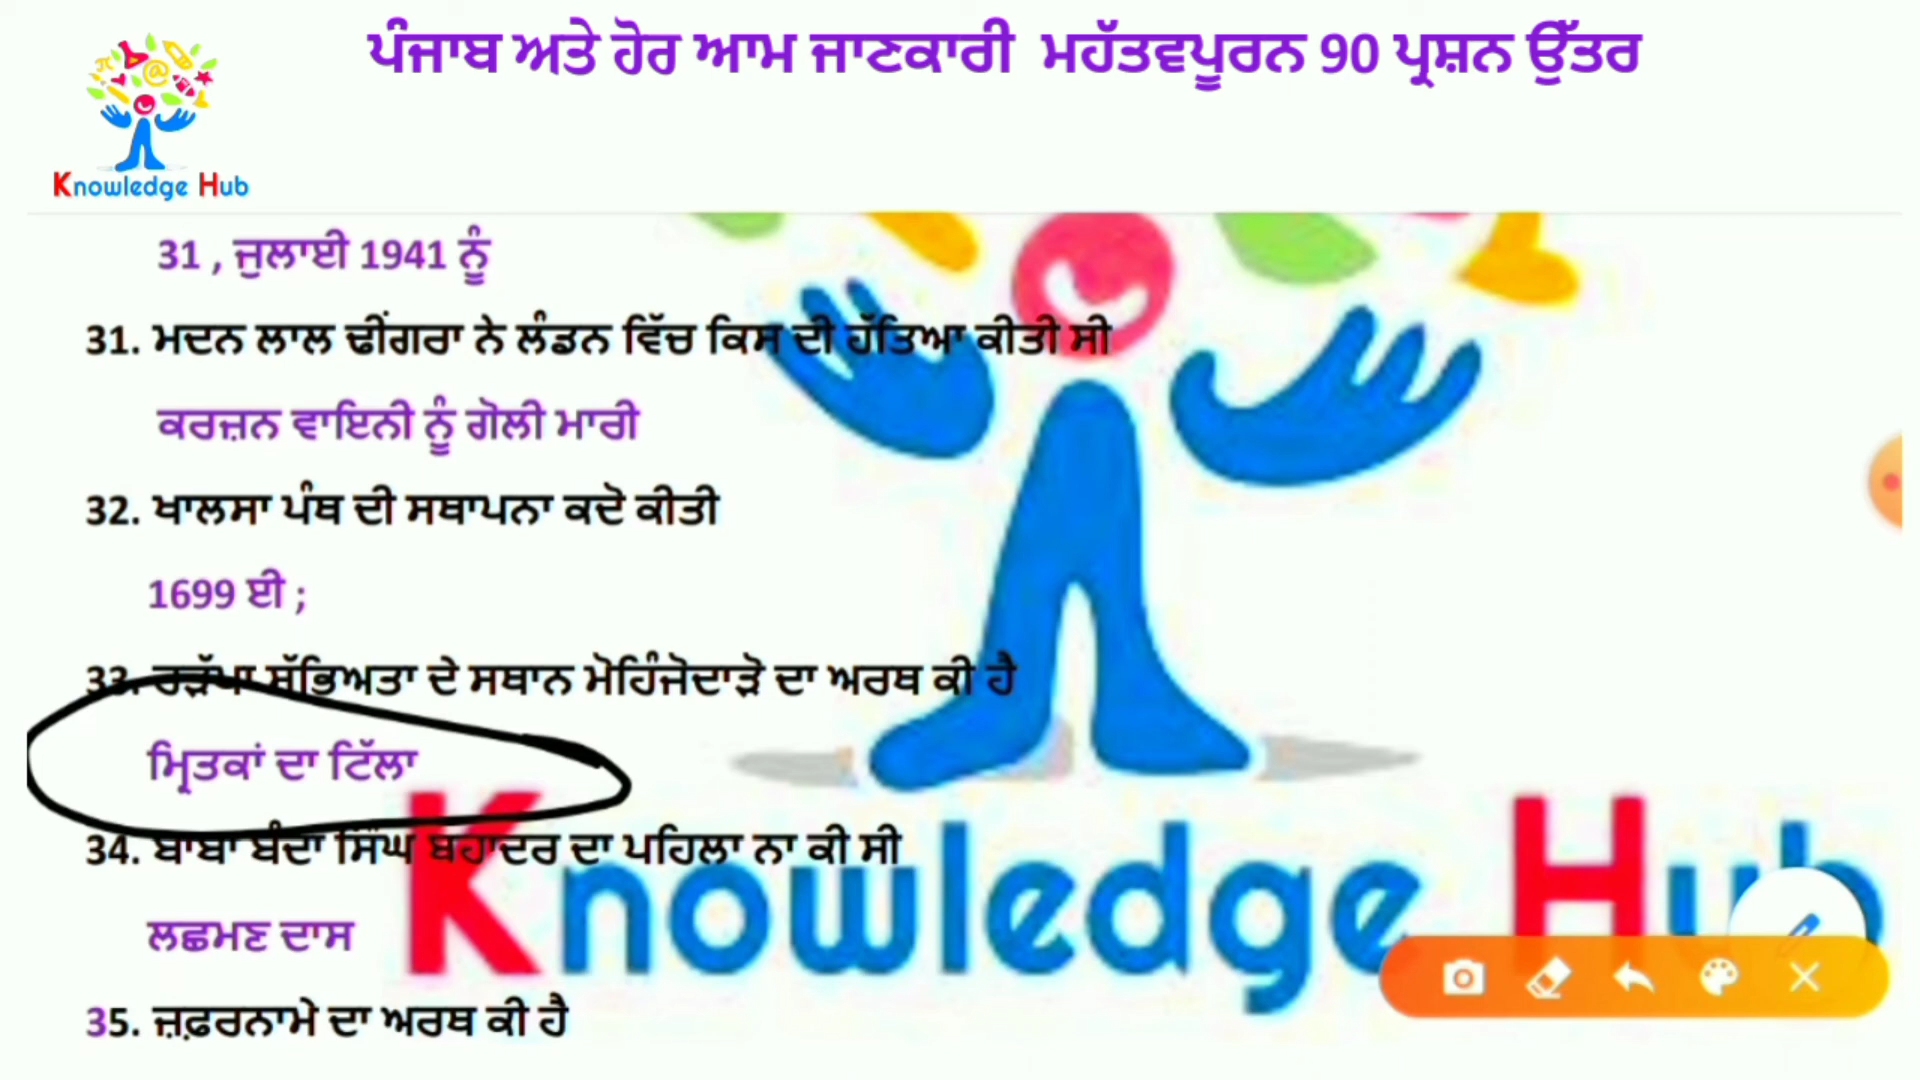 ਪੰਜਾਬ ਅਤੇ ਹੋਰ ਆਮ ਜਾਣਕਾਰੀ ਮਹੱਤਵਪੂਰਨ 90 ਪ੍ਰਸ਼ਨ ਉੱਤਰ
Knowledge Hub
31 , ਜੁਲਾਈ 1941 ਨੂੰ
31. ਮਦਨ ਲਾਲ ਢੀਂਗਰਾ ਨੇ ਲੰਡਨ ਵਿੱਚ ਕਿਸ ਦੀ ਹੱਤਿਆ ਕੀਤੀ ਸੀ
ਕਰਜ਼ਨ ਵਾਇਨੀ ਨੂੰ ਗੋਲੀ ਮਾਰੀ
32. ਖਾਲਸਾ ਪੰਥ ਦੀ ਸਥਾਪਨਾ ਕਦੋ ਕੀਤੀ
1699 ਈ ;
33. ਹੜੱਪਾ ਸੱਭਿਅਤਾ ਦੇ ਸਥਾਨ ਮੋਹਿੰਜੋਦਾੜੋ ਦਾ ਅਰਥ ਕੀ ਹੈ
ਮ੍ਰਿਤਕਾਂ ਦਾ ਟਿੱਲਾ
34. ਬਾਬਾ ਬੰਦਾ ਸਿੰਘ ਬਹਾਦਰ ਦਾ ਪਹਿਲਾ ਨਾ ਕੀ ਸੀ
ਲਛਮਣ ਦਾਸ
Knowledge Hub
35. ਜ਼ਫ਼ਰਨਾਮੇ ਦਾ ਅਰਥ ਕੀ ਹੈ